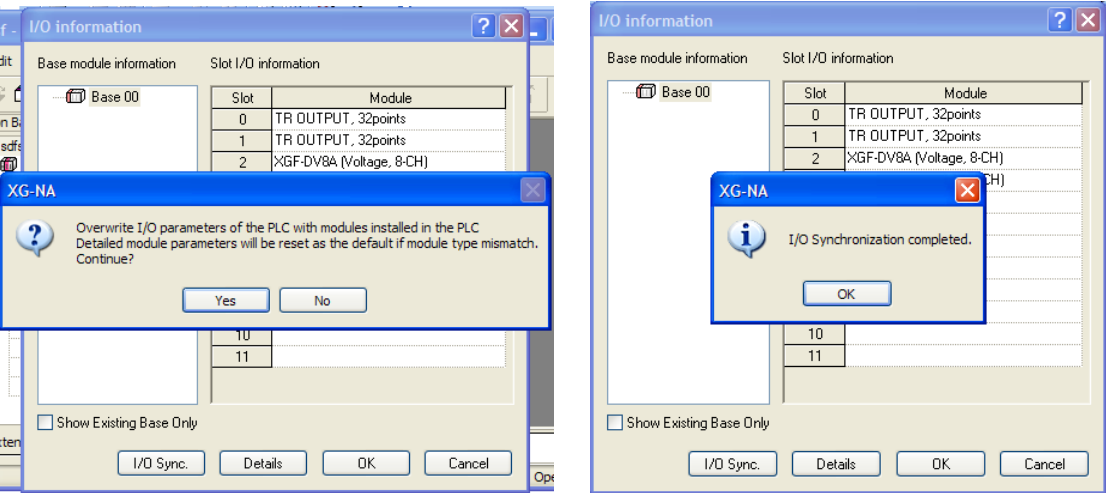 I/O information
Base module information
Slot I/O information
Base 00
Slot Module
0 TR OUTPUT, 32points
1 TR OUTPUT, 32points
2 XGF-DV8A (Voltage, 8-CH)
XG-NA
Overwrite I/O parameters of the PLC with modules installed in the PLC
Detailed module parameters will be reset as the default if module type mismatch.
Continue?
Yes No
10
11
Show Existing Base Only
I/O Sync. Details OK Cancel
I/O information
Base module information
Slot I/O information
Base 00
Slot Module
0 TR OUTPUT, 32points
1 TR OUTPUT, 32points
2 XGF-DV8A (Voltage, 8-CH)
CH)
XG-NA
I/O Synchronization completed.
OK
10
11
Show Existing Base Only
I/O Sync. Details OK Cancel